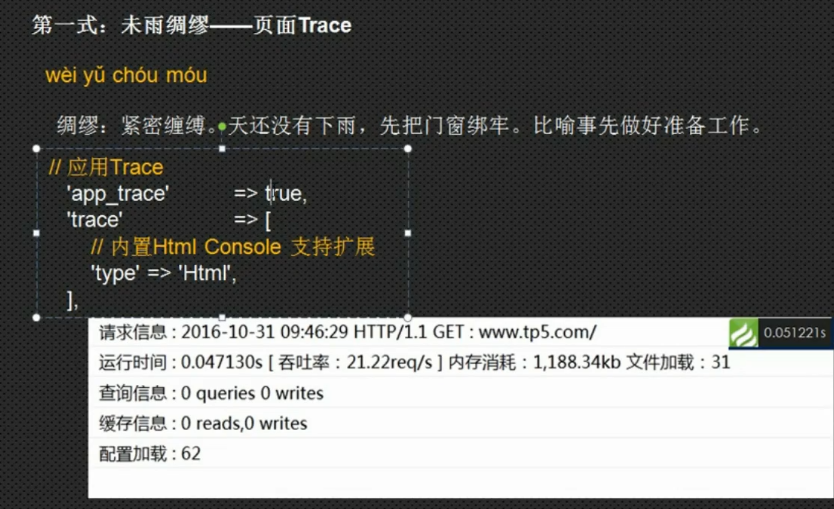 第一式：未雨绸缪——页面Trace
wèi yǔ chóu móu
绸缪：紧密缠缚。天还没有下雨，先把门窗绑牢。比喻事先做好准备工作。
// 应用Trace
'app_trace' => true,
'trace' => [
// 内置Html Console 支持扩展
'type' => 'Html',
],
请求信息 : 2016-10-31 09:46:29 HTTP/1.1 GET : www.tp5.com/
0.051221s
运行时间 : 0.047130s [ 吞吐率：21.22req/s ] 内存消耗：1,188.34kb 文件加载：31
查询信息 : 0 queries 0 writes
缓存信息 : 0 reads,0 writes
配置加载 : 62